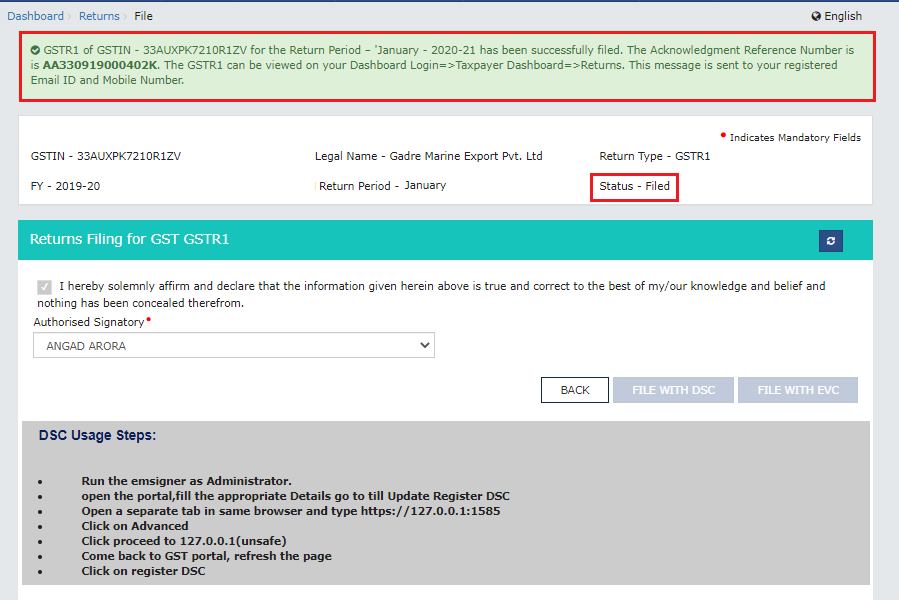 Dashboard › Returns › File
English
GSTR1 of GSTIN - 33AUXPK7210R1ZV for the Return Period – 'January - 2020-21 has been successfully filed. The Acknowledgment Reference Number is
is AA330919000402K. The GSTR1 can be viewed on your Dashboard Login=>Taxpayer Dashboard=>Returns. This message is sent to your registered
Email ID and Mobile Number.
• Indicates Mandatory Fields
GSTIN - 33AUXPK7210R1ZV Legal Name - Gadre Marine Export Pvt. Ltd Return Type - GSTR1
FY - 2019-20 Return Period - January Status - Filed
Returns Filing for GST GSTR1
I hereby solemnly affirm and declare that the information given herein above is true and correct to the best of my/our knowledge and belief and
nothing has been concealed therefrom.
Authorised Signatory•
ANGAD ARORA
BACK FILE WITH DSC FILE WITH EVC
DSC Usage Steps:
• Run the emsigner as Administrator.
• open the portal,fill the appropriate Details go to till Update Register DSC
• Open a separate tab in same browser and type https://127.0.0.1:1585
• Click on Advanced
• Click proceed to 127.0.0.1(unsafe)
• Come back to GST portal, refresh the page
• Click on register DSC